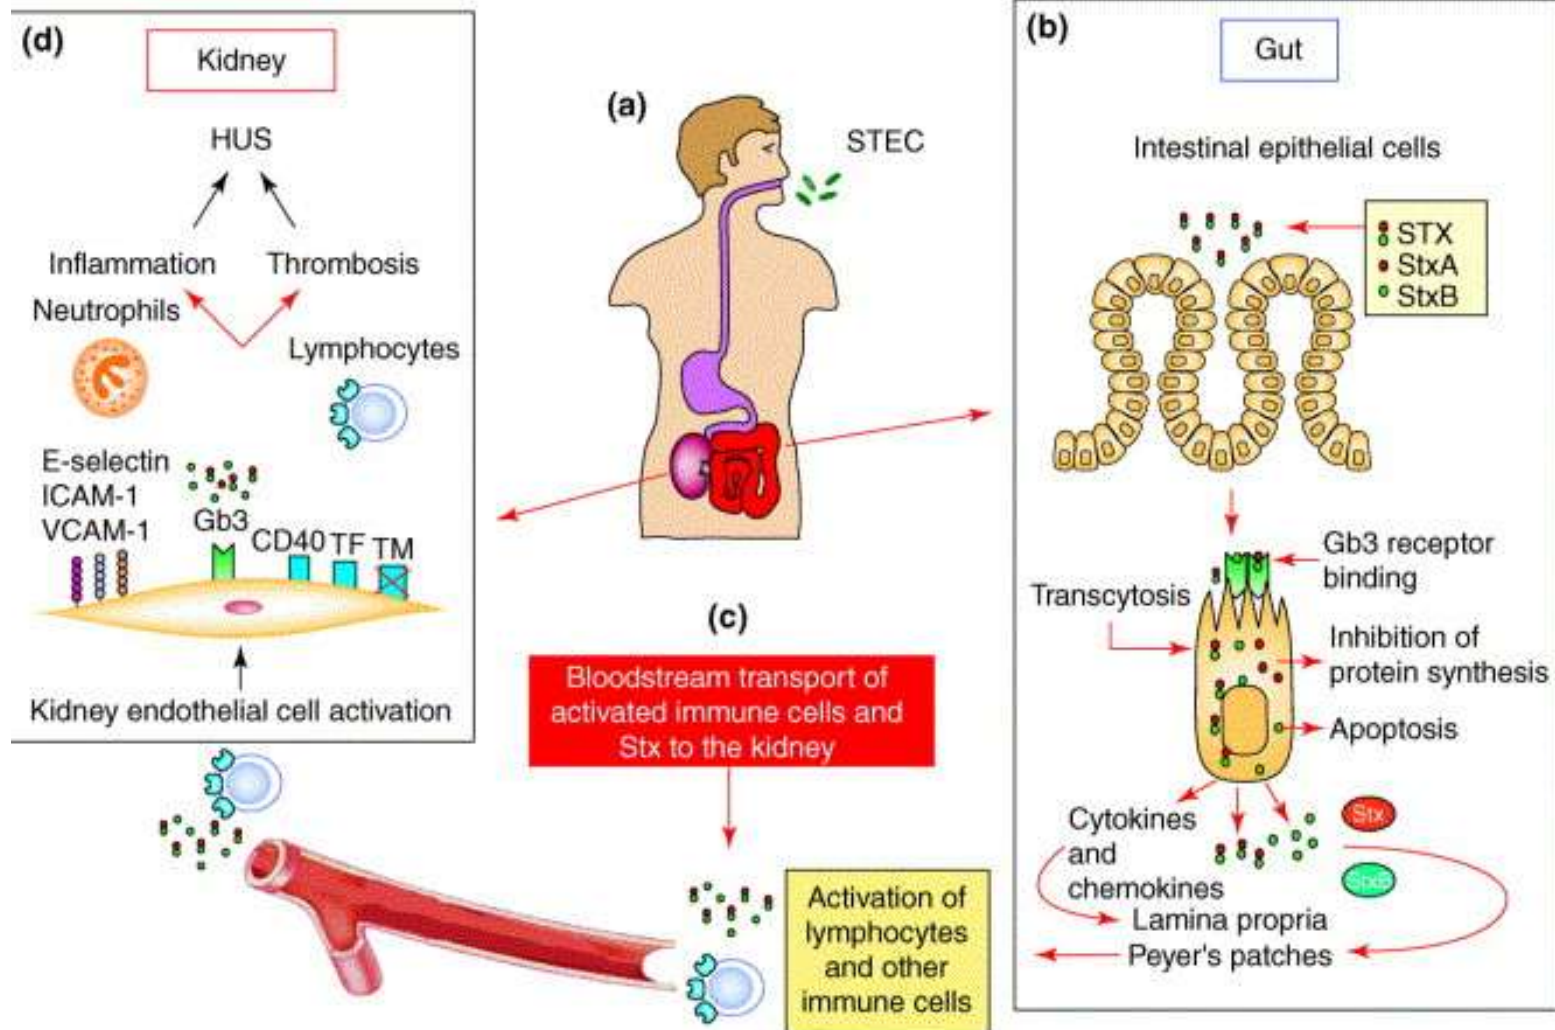 (d)
Kidney
HUS
Inflammation
Thrombosis
Neutrophils
Lymphocytes
E-selectin
ICAM-1
VCAM-1
Gb3
CD40
TF
TM
Kidney endothelial cell activation
(a)
STEC
(c)
Bloodstream transport of
activated immune cells and
Stx to the kidney
Activation of
lymphocytes
and other
immune cells
(b)
Gut
Intestinal epithelial cells
STX
StxA
StxB
Gb3 receptor
binding
Transcytosis
Inhibition of
protein synthesis
Apoptosis
Cytokines
and
chemokines
Stx
StxB
Lamina propria
Peyer's patches